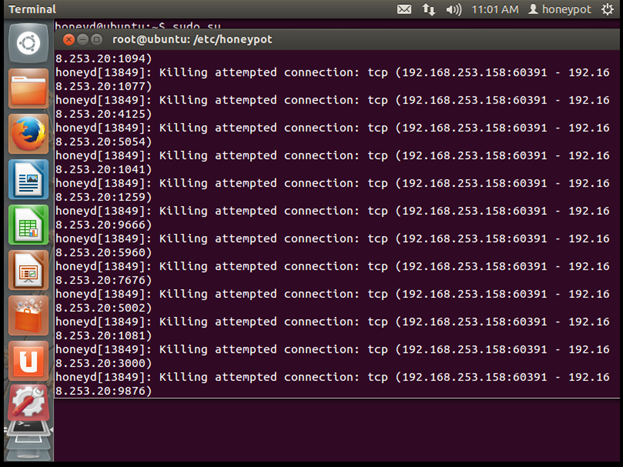 Terminal
11:01 AM honeypot
honeyd@ubuntu:~$ sudo su
root@ubuntu: /etc/honeypot
8.253.20:1094)
honeyd[13849]: Killing attempted connection: tcp (192.168.253.158:60391 - 192.16
8.253.20:1077)
honeyd[13849]: Killing attempted connection: tcp (192.168.253.158:60391 - 192.16
8.253.20:4125)
honeyd[13849]: Killing attempted connection: tcp (192.168.253.158:60391 - 192.16
8.253.20:5054)
honeyd[13849]: Killing attempted connection: tcp (192.168.253.158:60391 - 192.16
8.253.20:1041)
honeyd[13849]: Killing attempted connection: tcp (192.168.253.158:60391 - 192.16
8.253.20:1259)
honeyd[13849]: Killing attempted connection: tcp (192.168.253.158:60391 - 192.16
8.253.20:9666)
honeyd[13849]: Killing attempted connection: tcp (192.168.253.158:60391 - 192.16
8.253.20:5960)
honeyd[13849]: Killing attempted connection: tcp (192.168.253.158:60391 - 192.16
8.253.20:7676)
honeyd[13849]: Killing attempted connection: tcp (192.168.253.158:60391 - 192.16
8.253.20:5002)
honeyd[13849]: Killing attempted connection: tcp (192.168.253.158:60391 - 192.16
8.253.20:1081)
honeyd[13849]: Killing attempted connection: tcp (192.168.253.158:60391 - 192.16
8.253.20:3000)
honeyd[13849]: Killing attempted connection: tcp (192.168.253.158:60391 - 192.16
8.253.20:9876)